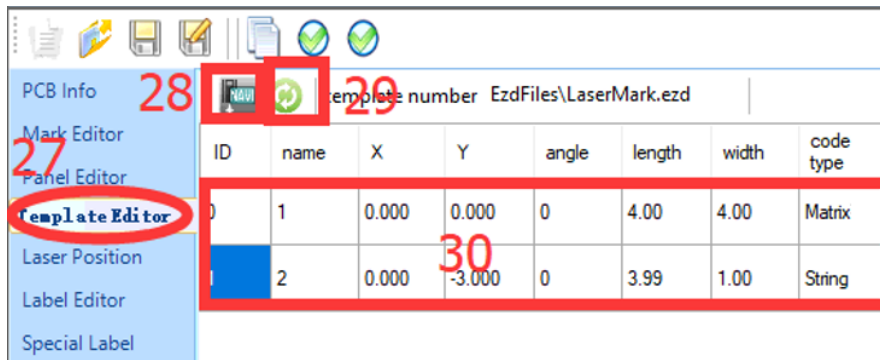 28
NAVI
29
template number EzdFiles\LaserMark.ezd
PCB Info
Mark Editor
27
Panel Editor
Template Editor
Laser Position
Label Editor
Special Label
ID name X Y angle length width code type
0 1 0.000 0.000 0 4.00 4.00 Matrix
30
1 2 0.000 -3.000 0 3.99 1.00 String